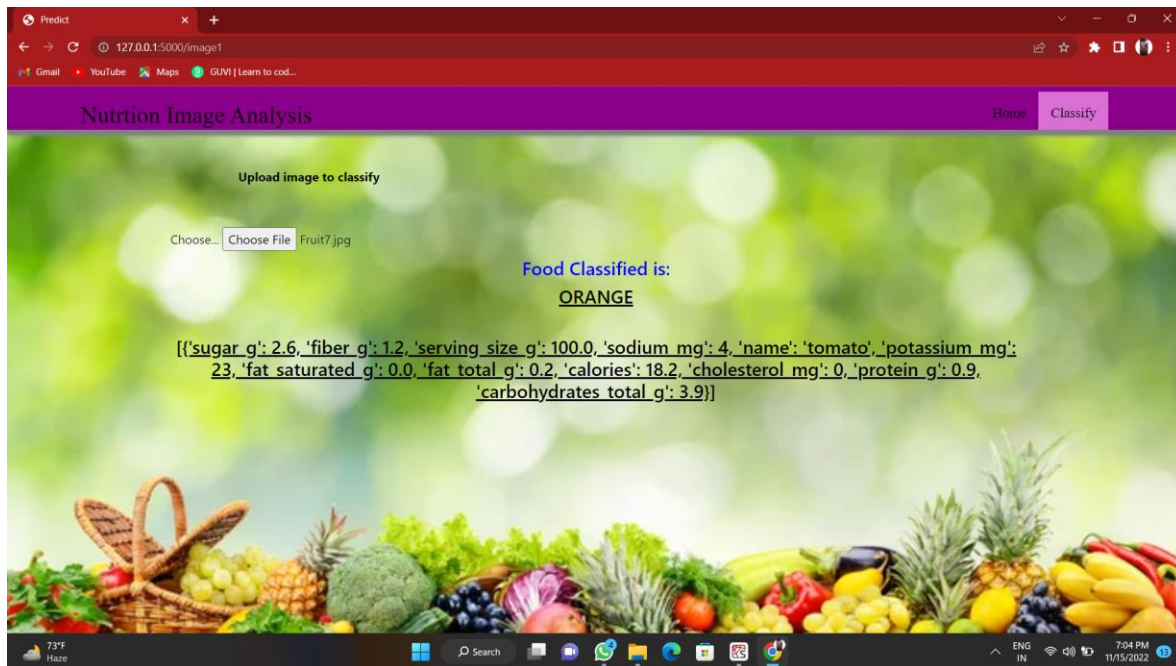 Predict
127.0.0.1:5000/image1
Gmail YouTube Maps GUVI | Learn to cod...
Nutrtion Image Analysis Home Classify
Upload image to classify
Choose... Choose File Fruit7.jpg
Food Classified is:
ORANGE
[{'sugar_g': 2.6, 'fiber_g': 1.2, 'serving_size_g': 100.0, 'sodium_mg': 4, 'name': 'tomato', 'potassium_mg':
23, 'fat_saturated_g': 0.0, 'fat_total_g': 0.2, 'calories': 18.2, 'cholesterol_mg': 0, 'protein_g': 0.9,
'carbohydrates_total_g': 3.9}]
73°F Search ENG 7:04 PM
Haze IN 11/15/2022